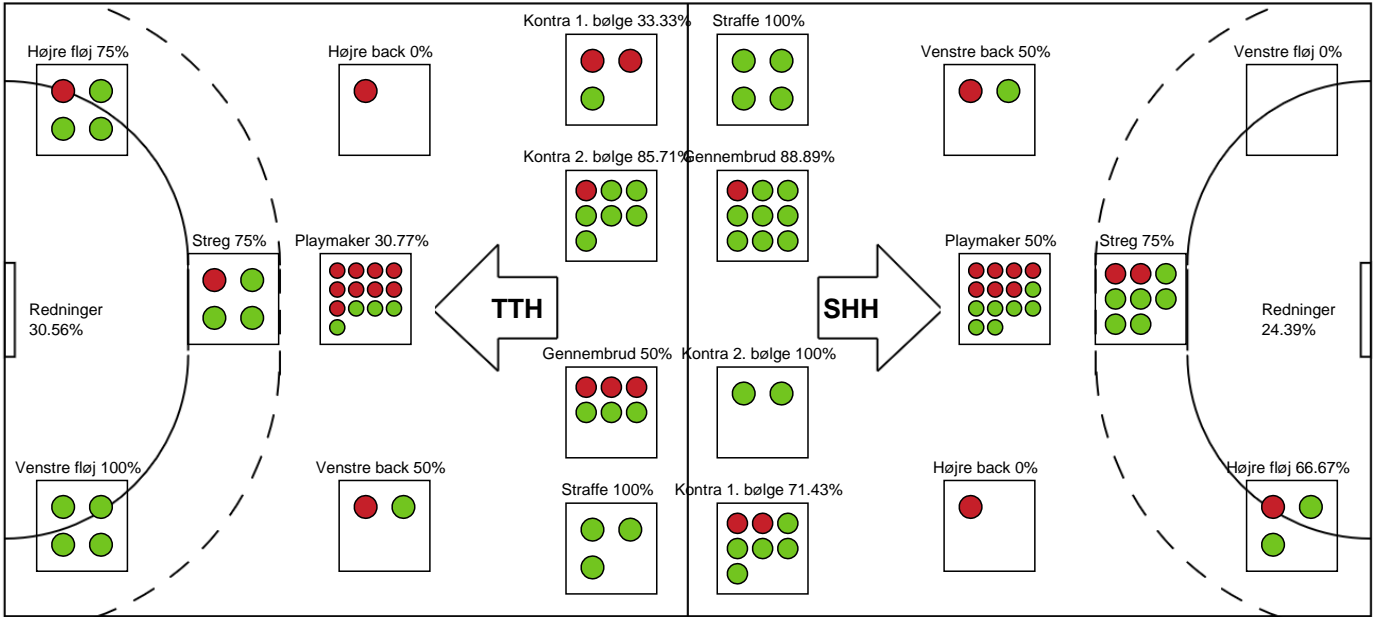 Kontra 1. bølge 33.33%
Straffe 100%
Højre fløj 75%
Højre back 0%
Venstre back 50%
Venstre fløj 0%
Kontra 2. bølge 85.71%
Gennembrud 88.89%
Streg 75%
Playmaker 30.77%
Playmaker 50%
Streg 75%
TTH
SHH
Redninger
30.56%
Redninger
24.39%
Gennembrud 50%
Kontra 2. bølge 100%
Venstre fløj 100%
Venstre back 50%
Højre back 0%
Højre fløj 66.67%
Straffe 100%
Kontra 1. bølge 71.43%